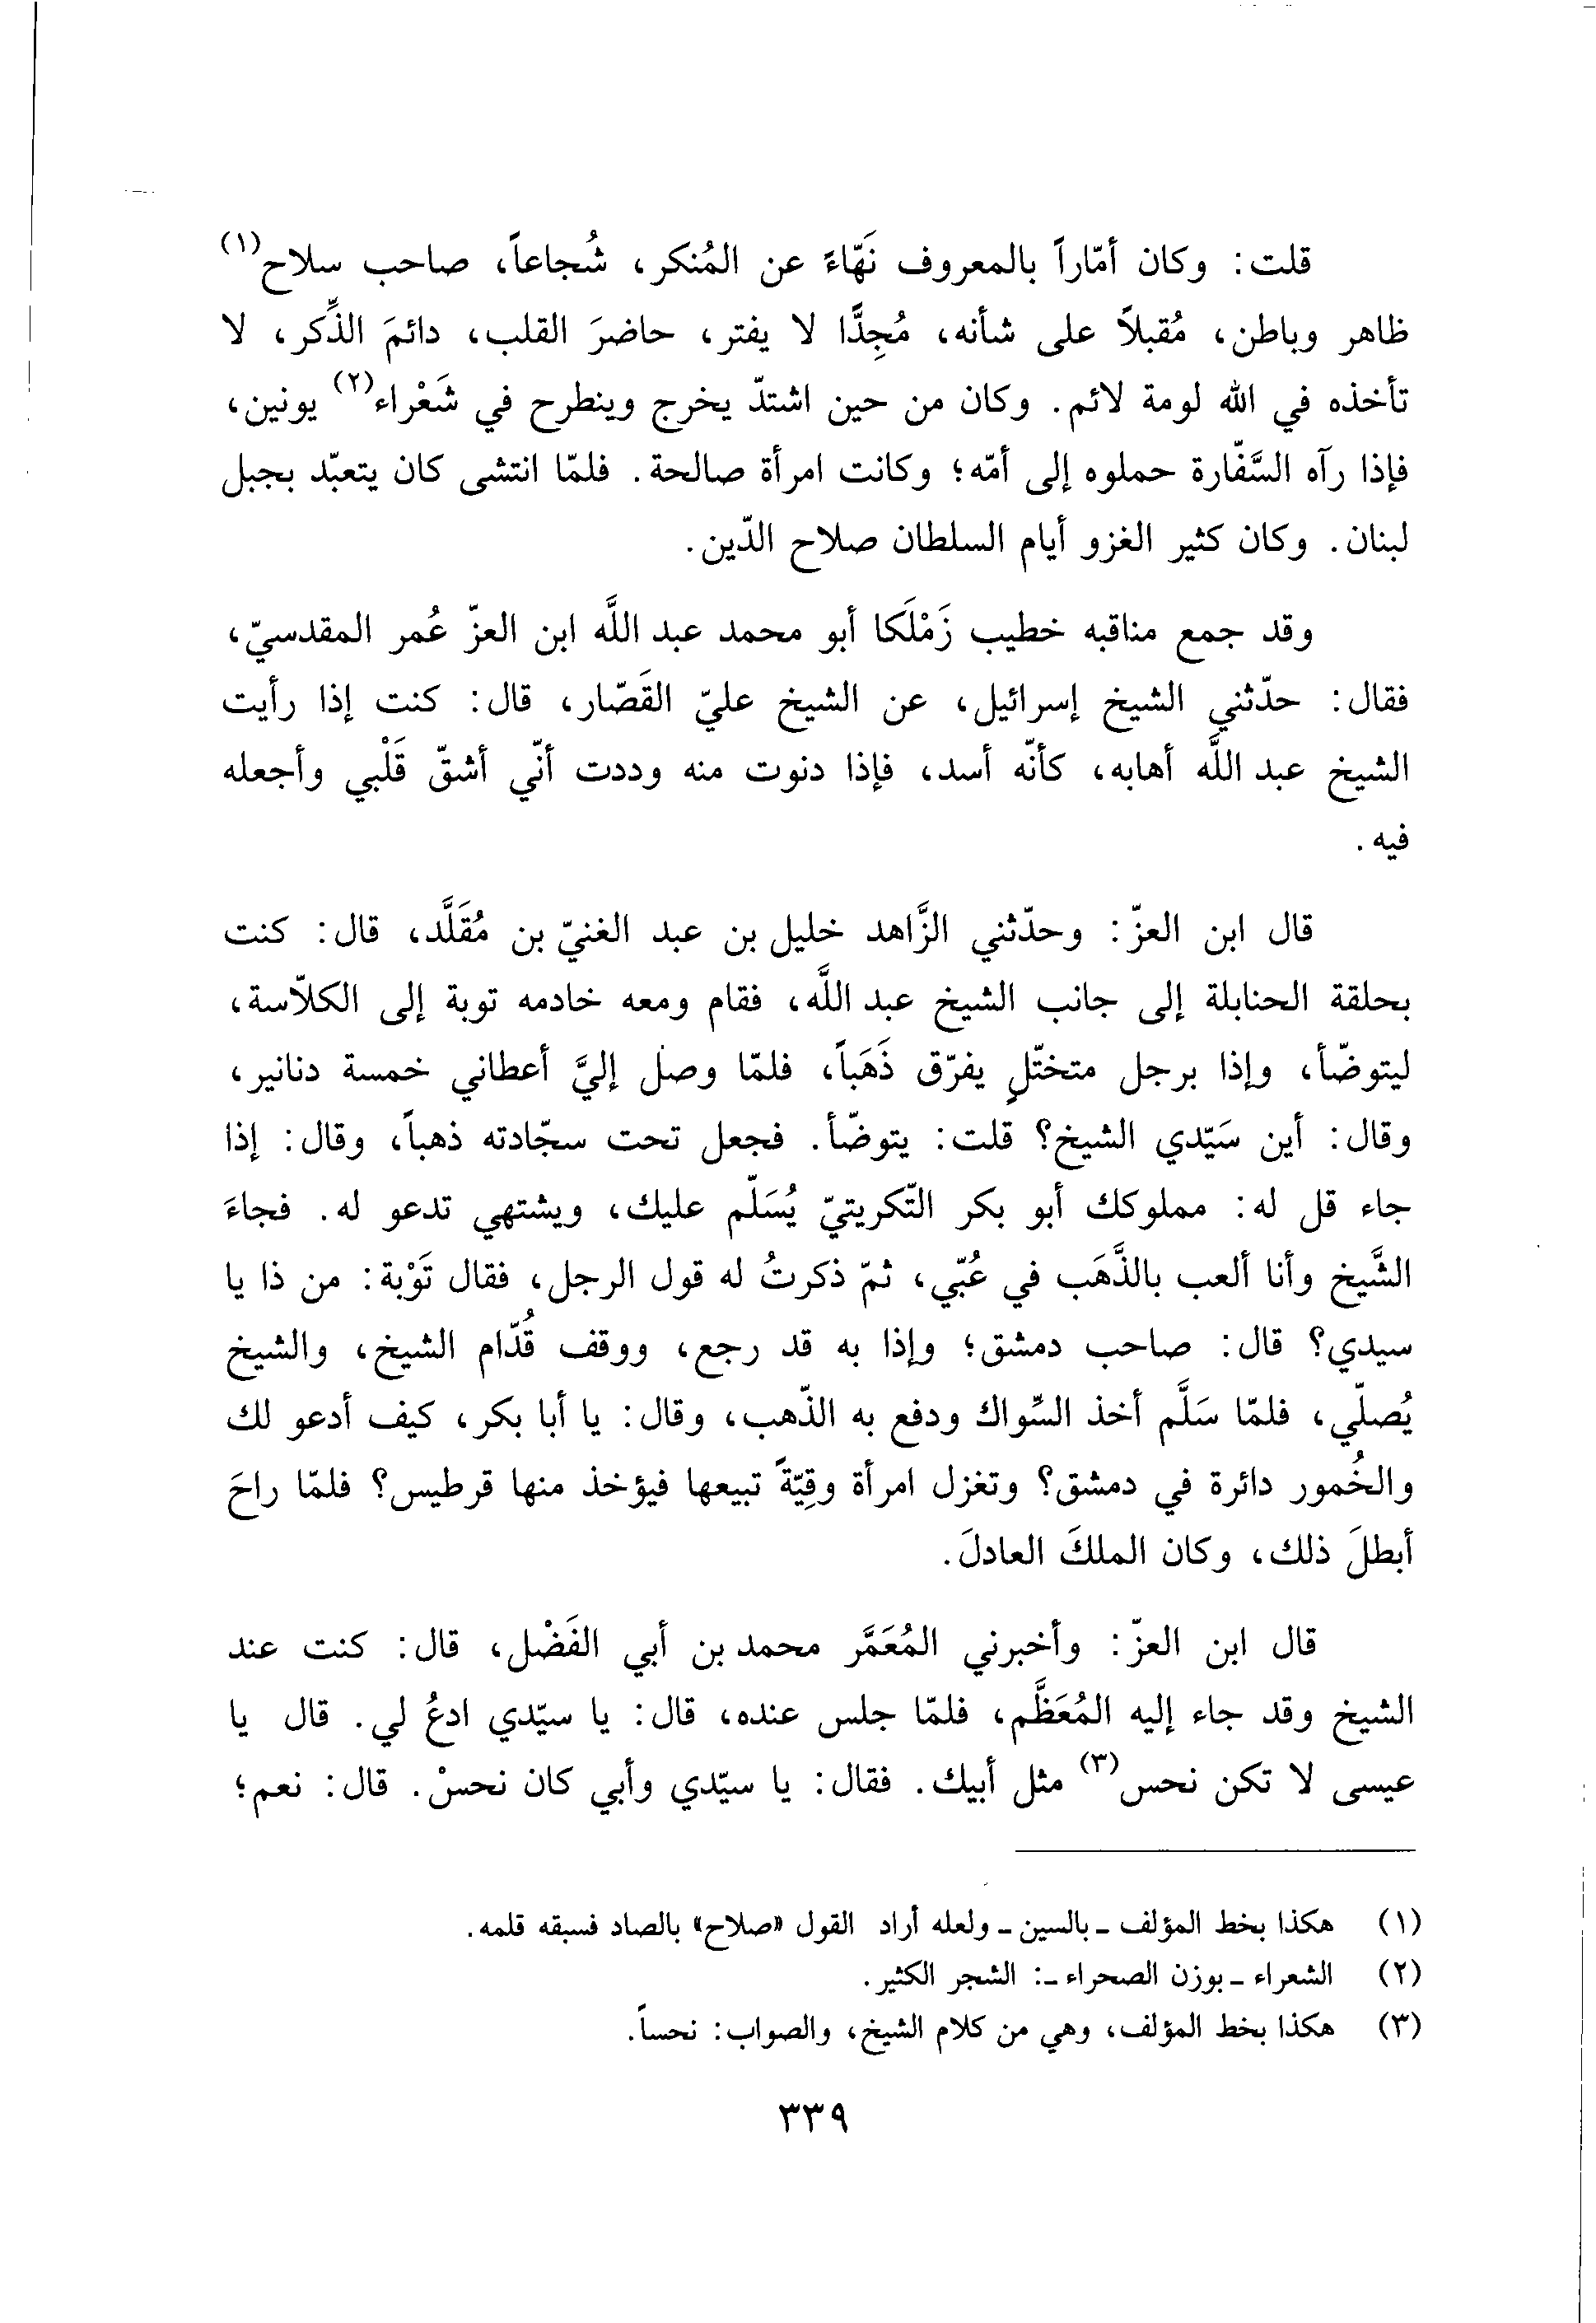 قلت: وكان أمّاراً بالمعروف نَهّاءً عن المُنكر، شُجاعاً، صاحب سلاح(١)
ظاهر وباطن، مُقبلاً على شأنه، مُجِدًّا لا يفتر، حاضرَ القلب، دائمَ الذِّكر، لا
تأخذه في الله لومة لائم. وكان من حين اشتدّ يخرج وينطرح في شَعْراء(٢) يونين،
فإذا رآه السَّفّارة حملوه إلى أمّه؛ وكانت امرأة صالحة. فلمّا انتشى كان يتعبّد بجبل
لبنان. وكان كثير الغزو أيام السلطان صلاح الدّين.
وقد جمع مناقبه خطيب زَمْلَكا أبو محمد عبد اللَّه ابن العزّ عُمر المقدسيّ،
فقال: حدّثني الشيخ إسرائيل، عن الشيخ عليّ القَصّار، قال: كنت إذا رأيت
الشيخ عبد اللَّه أهابه، كأنّه أسد، فإذا دنوت منه وددت أنّي أشقّ قَلْبي وأجعله
فيه.
قال ابن العزّ: وحدّثني الزَّاهد خليل بن عبد الغنيّ بن مُقَلَّد، قال: كنت
بحلقة الحنابلة إلى جانب الشيخ عبد اللَّه، فقام ومعه خادمه توبة إلى الكلاّسة،
ليتوضّأ، وإذا برجل متختّلٍ يفرّق ذَهَباً، فلمّا وصل إليَّ أعطاني خمسة دنانير،
وقال: أين سَيّدي الشيخ؟ قلت: يتوضّأ. فجعل تحت سجّادته ذهباً، وقال: إذا
جاء قل له: مملوكك أبو بكر التّكريتيّ يُسَلّم عليك، ويشتهي تدعو له. فجاءَ
الشَّيخ وأنا ألعب بالذَّهَب في عُبّي، ثمّ ذكرتُ له قول الرجل، فقال تَوْبة: من ذا يا
سيدي؟ قال: صاحب دمشق؛ وإذا به قد رجع، ووقف قُدّام الشيخ، والشيخ
يُصلّي، فلمّا سَلَّم أخذ السِّواك ودفع به الذّهب، وقال: يا أبا بكر، كيف أدعو لك
والخُمور دائرة في دمشق؟ وتغزل امرأة وقِيّةً تبيعها فيؤخذ منها قرطيس؟ فلمّا راحَ
أبطلَ ذلك، وكان الملكَ العادلَ.
قال ابن العزّ: وأخبرني المُعَمَّر محمد بن أبي الفَضْل، قال: كنت عند
الشيخ وقد جاء إليه المُعَظَّم، فلمّا جلس عنده، قال: يا سيّدي ادعُ لي. قال يا
عيسى لا تكن نحس(٣) مثل أبيك. فقال: يا سيّدي وأبي كان نحسْ. قال: نعم؛
(١) هكذا بخط المؤلف ـ بالسين ـ ولعله أراد القول «صلاح» بالصاد فسبقه قلمه.
(٢) الشعراء ـ بوزن الصحراء ـ: الشجر الكثير.
(٣) هكذا بخط المؤلف، وهي من كلام الشيخ، والصواب: نحساً.
٣٣٩